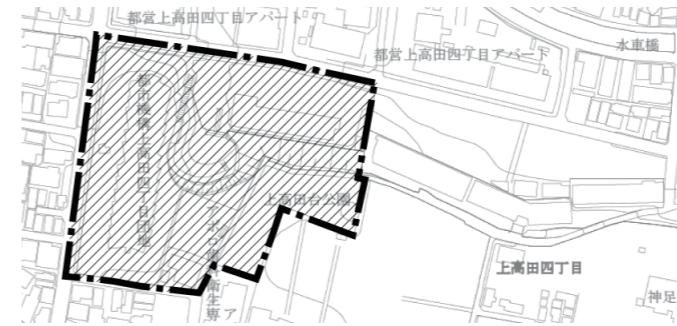 都営上高田四丁目アパート
都営上高田四丁目アパート
水車橋
都市機構上高田四丁目団地
上高田台公園
上高田四丁目
神足